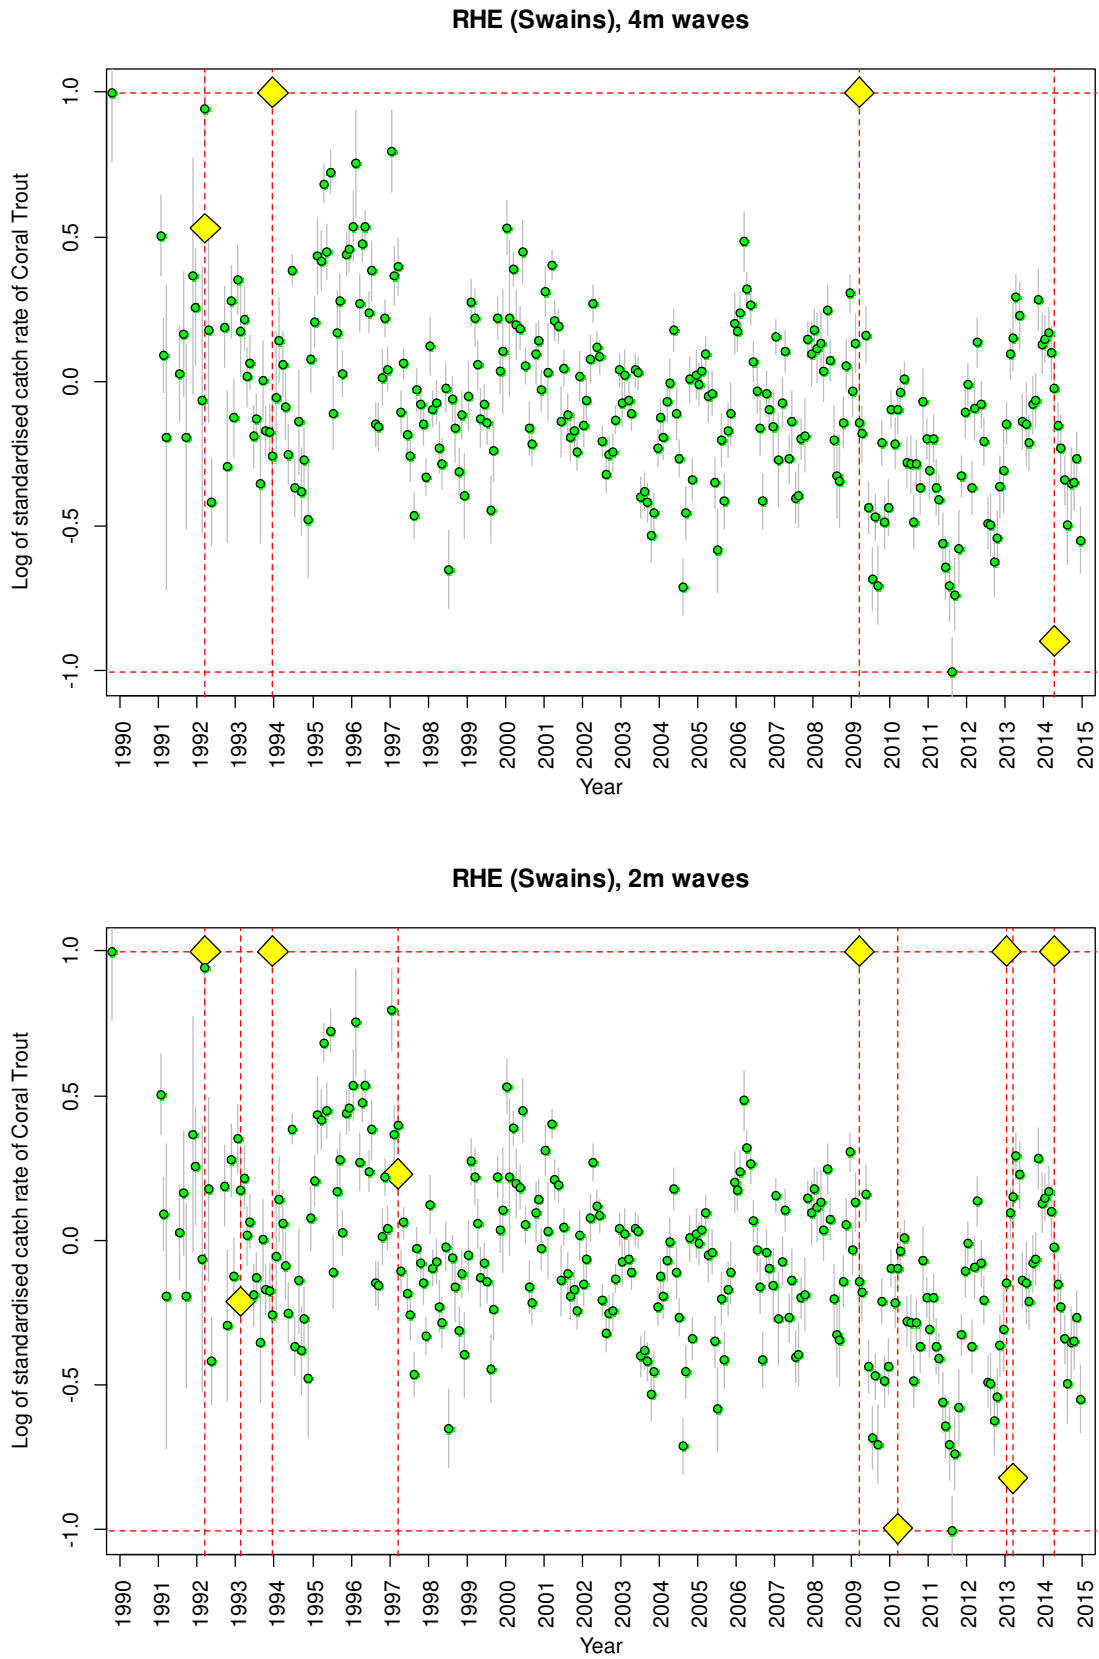 RHE (Swains), 4m waves
Log of standardised catch rate of Coral Trout
1.0
0.5
0.0
-0.5
-1.0
1990 1991 1992 1993 1994 1995 1996 1997 1998 1999 2000 2001 2002 2003 2004 2005 2006 2007 2008 2009 2010 2011 2012 2013 2014 2015
Year
RHE (Swains), 2m waves
Log of standardised catch rate of Coral Trout
1.0
0.5
0.0
-0.5
-1.0
1990 1991 1992 1993 1994 1995 1996 1997 1998 1999 2000 2001 2002 2003 2004 2005 2006 2007 2008 2009 2010 2011 2012 2013 2014 2015
Year